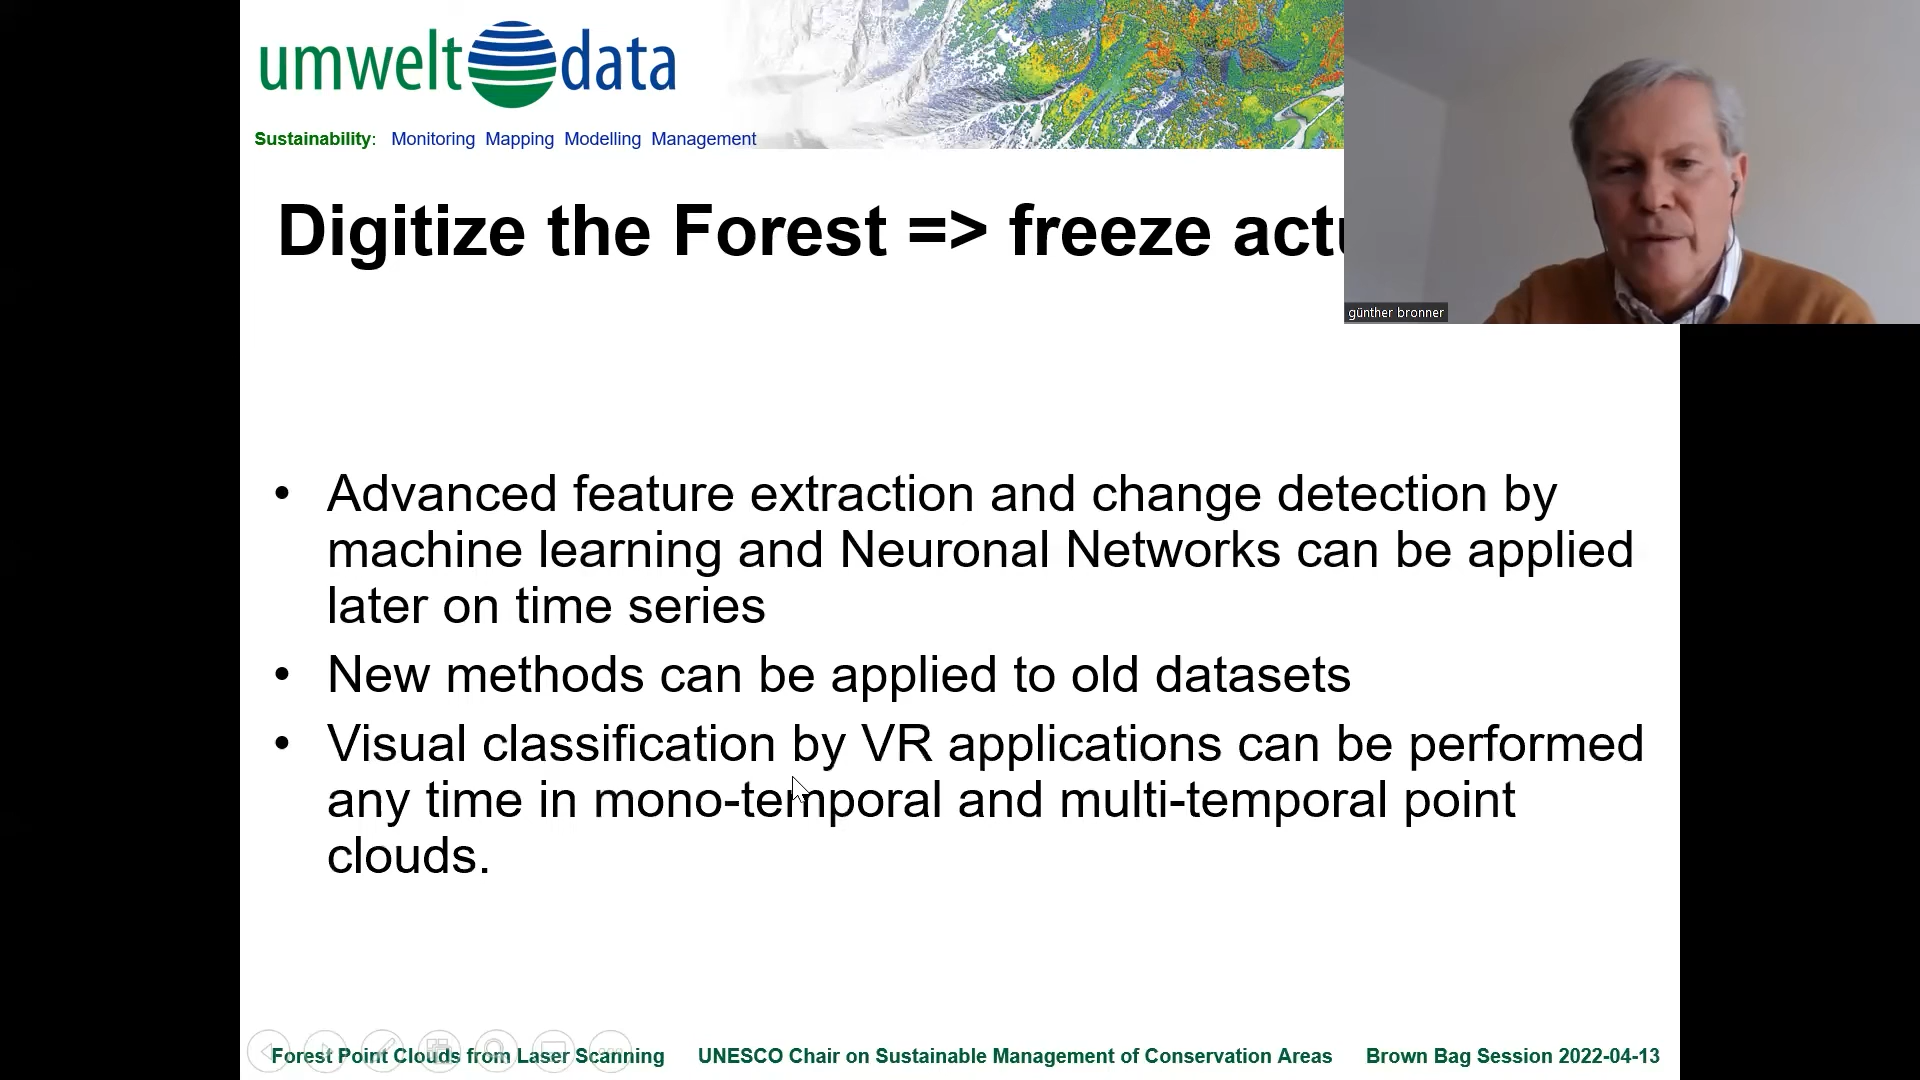 umwelt data
Sustainability: Monitoring Mapping Modelling Management
Digitize the Forest => freeze
günther bronner
• Advanced feature extraction and change detection by
machine learning and Neuronal Networks can be applied
later on time series
• New methods can be applied to old datasets
• Visual classification by VR applications can be performed
any time in mono-temporal and multi-temporal point
clouds.
Forest Point Clouds from Laser Scanning UNESCO Chair on Sustainable Management of Conservation Areas Brown Bag Session 2022-04-13